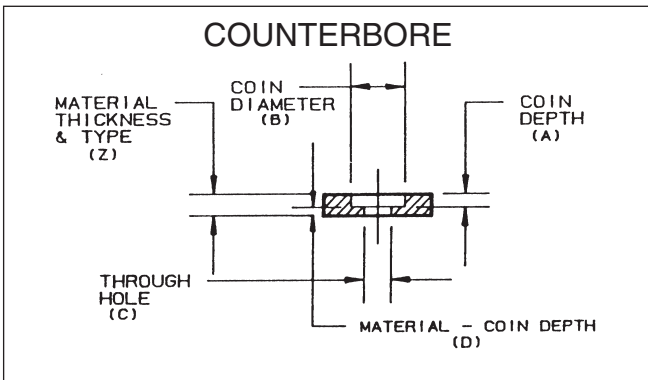 COUNTERBORE
COIN
DIAMETER
(B)
MATERIAL
THICKNESS
& TYPE
(Z)
COIN
DEPTH
(A)
THROUGH
HOLE
(C)
MATERIAL - COIN DEPTH
(D)